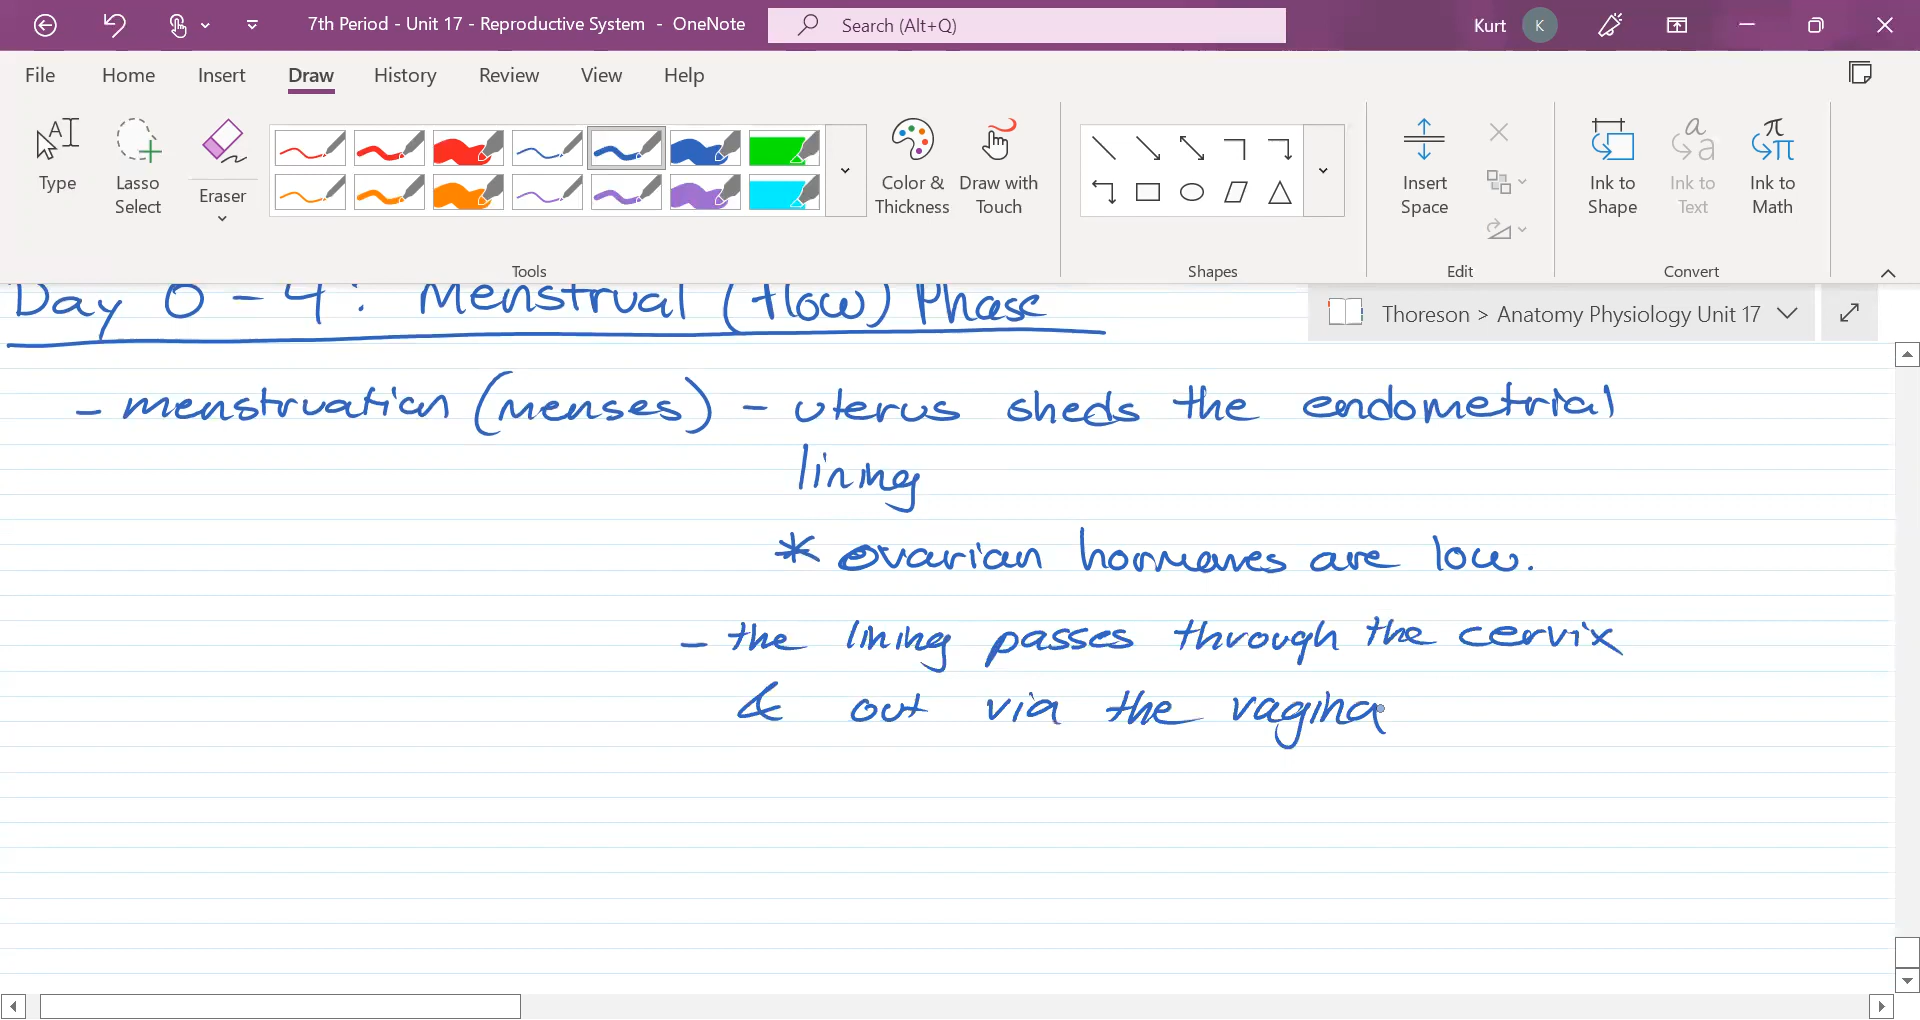 7th Period - Unit 17 - Reproductive System - OneNote
Search (Alt+Q)
Kurt K
File Home Insert Draw History Review View Help
Type
Lasso Select
Eraser
Color & Thickness
Draw with Touch
Insert Space
Ink to Shape
Ink to Text
Ink to Math
Tools Shapes Edit Convert
Day 0 - 4 : Menstrual (flow) Phase
Thoreson > Anatomy Physiology Unit 17
- menstruation (menses) - uterus sheds the endometrial
lining
* ovarian hormones are low.
- the lining passes through the cervix
& out via the vagina